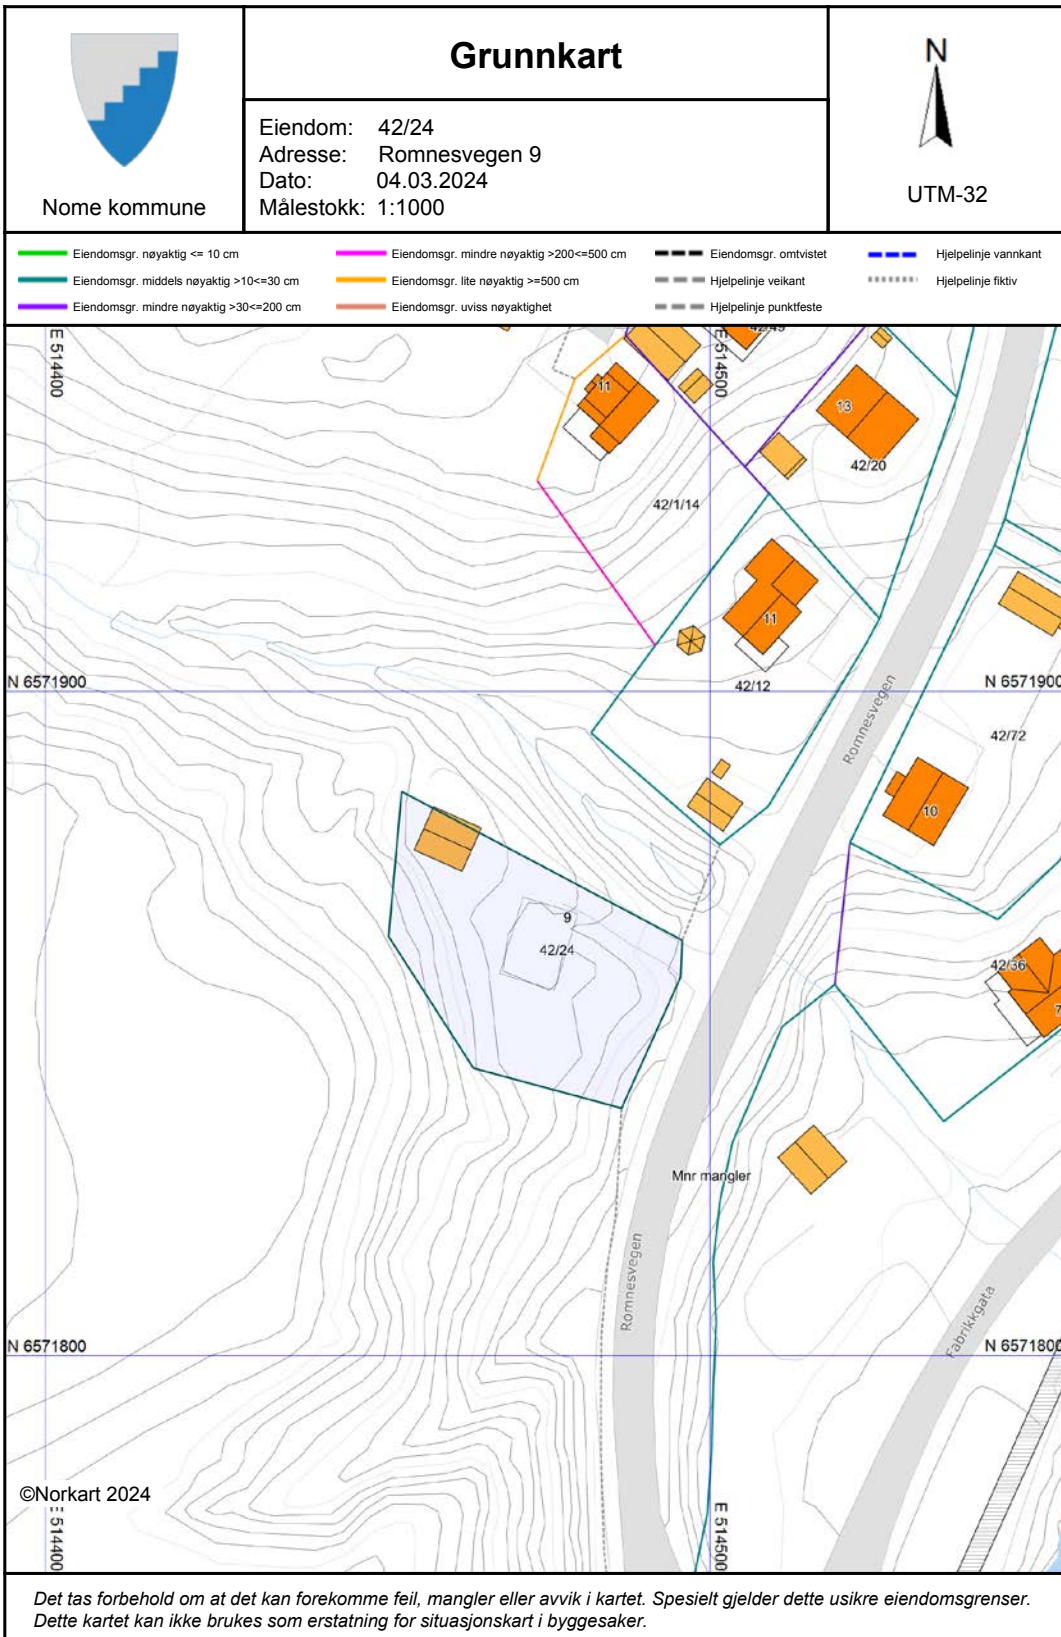 Grunnkart
Nome kommune
Eiendom: 42/24
Adresse: Romnesvegen 9
Dato: 04.03.2024
Målestokk: 1:1000
N
UTM-32
Eiendomsgr. nøyaktig <= 10 cm
Eiendomsgr. middels nøyaktig >10<=30 cm
Eiendomsgr. mindre nøyaktig >30<=200 cm
Eiendomsgr. mindre nøyaktig >200<=500 cm
Eiendomsgr. lite nøyaktig >=500 cm
Eiendomsgr. uviss nøyaktighet
Eiendomsgr. omtvistet
Hjelpelinje veikant
Hjelpelinje punktfeste
Hjelpelinje vannkant
Hjelpelinje fiktiv
E 514400
E 514500
42/49
11
13
42/20
42/1/14
11
42/12
N 6571900
N 6571900
Romnesvegen
42/72
10
9
42/24
42/36
7
Mnr mangler
Romnesvegen
Fabrikkgata
N 6571800
N 6571800
©Norkart 2024
E 514400
E 514500
Det tas forbehold om at det kan forekomme feil, mangler eller avvik i kartet. Spesielt gjelder dette usikre eiendomsgrenser.
Dette kartet kan ikke brukes som erstatning for situasjonskart i byggesaker.